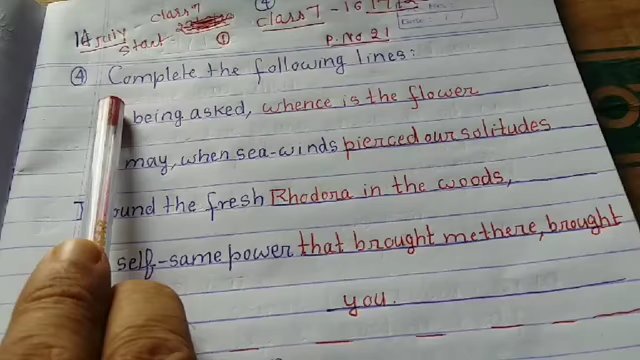 14 July - class 7
start -
①
④
class 7 - 16
P. No 21
④ Complete the following lines:
being asked, whence is the flower
may, when sea-winds pierced our solitudes
ound the fresh Rhodora in the woods,
self-same power that brought me there, brought
you.